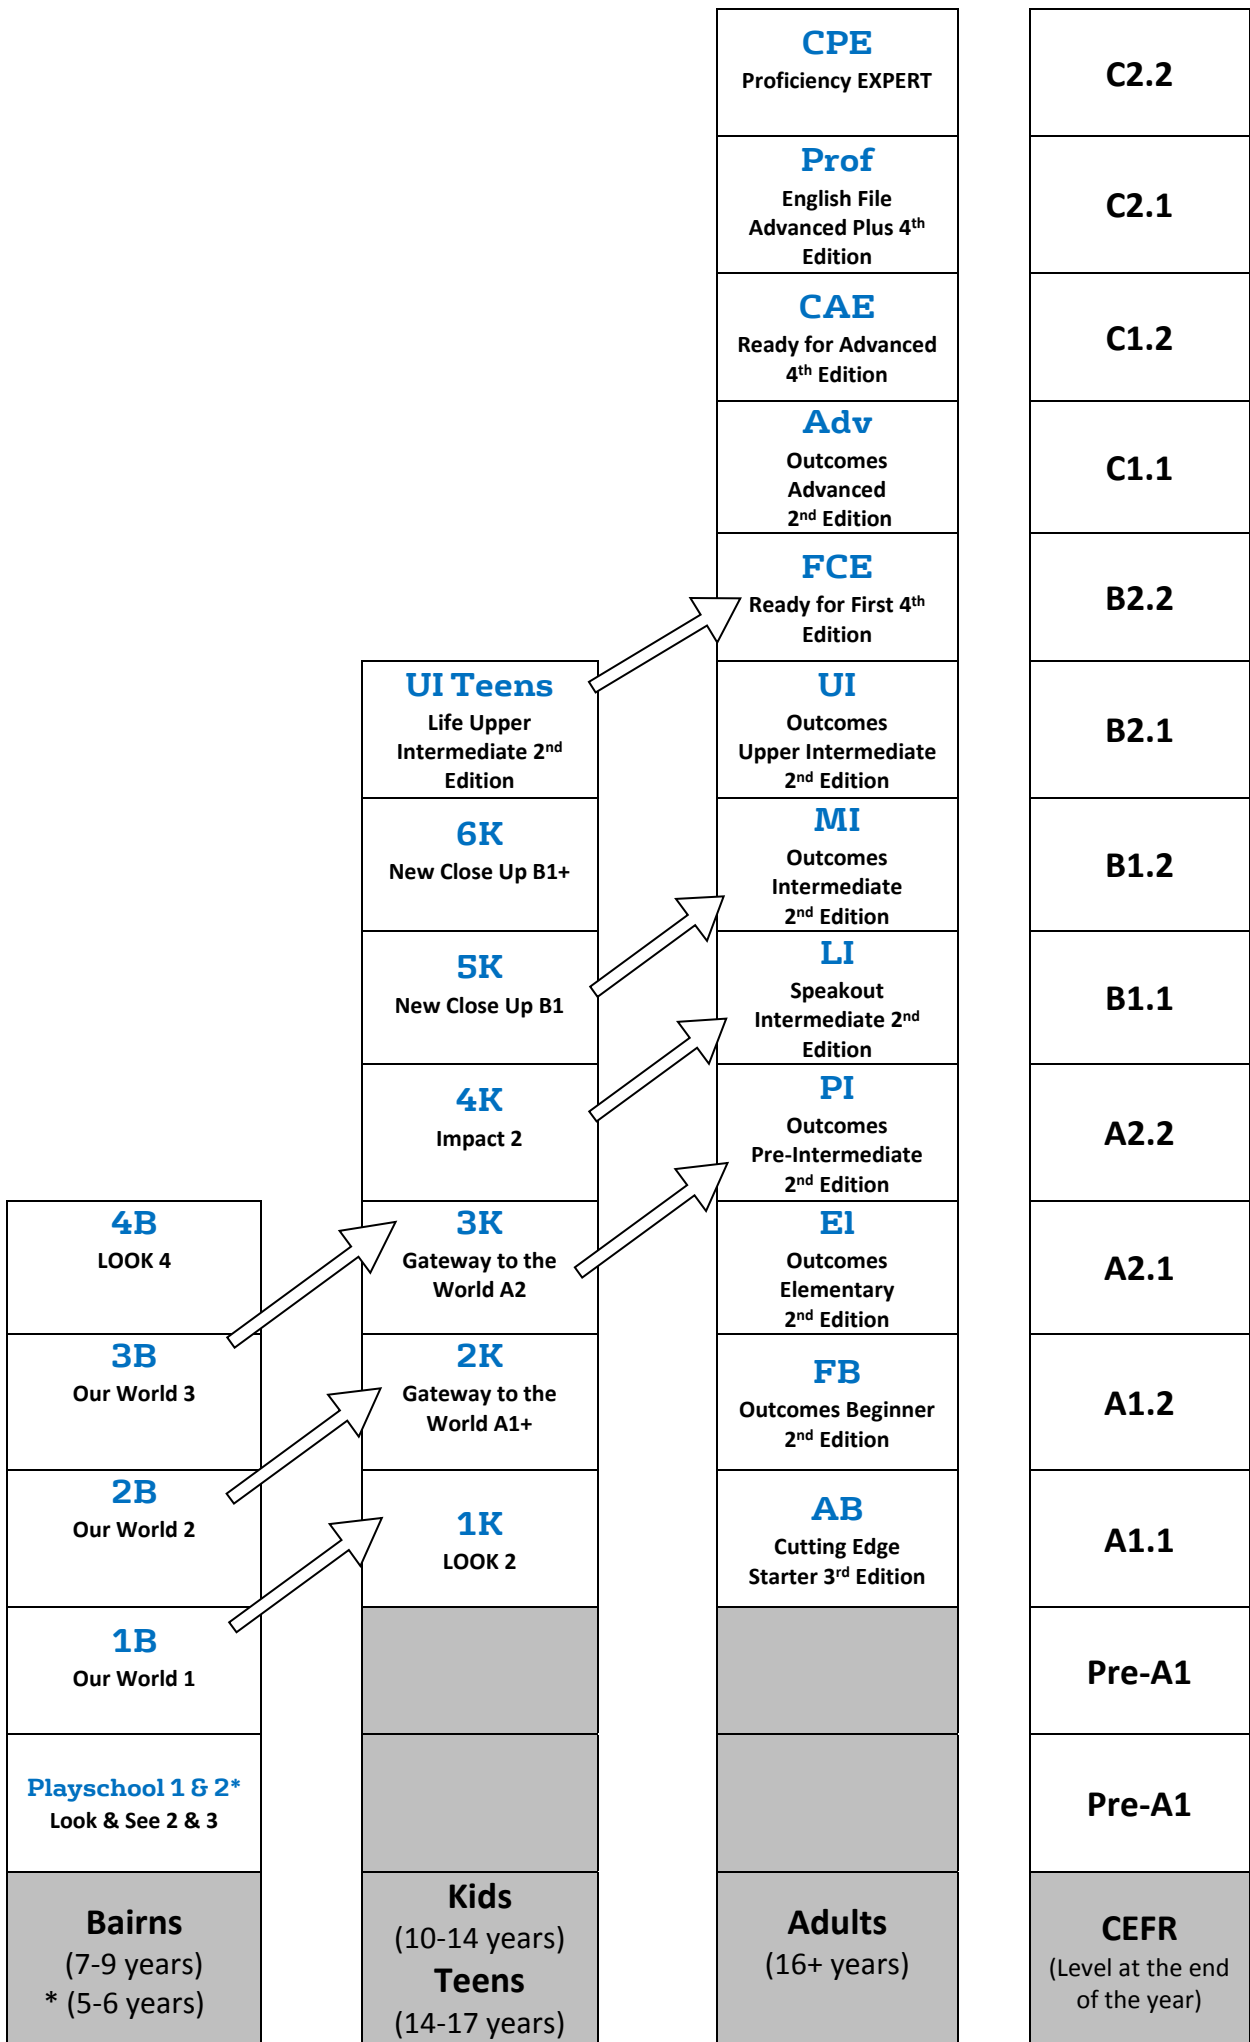 CPE
Proficiency EXPERT
C2.2
Prof
English File
Advanced Plus 4th
Edition
C2.1
CAE
Ready for Advanced
4th Edition
C1.2
Adv
Outcomes
Advanced
2nd Edition
C1.1
FCE
Ready for First 4th
Edition
B2.2
UI Teens
Life Upper
Intermediate 2nd
Edition
UI
Outcomes
Upper Intermediate
2nd Edition
B2.1
6K
New Close Up B1+
MI
Outcomes
Intermediate
2nd Edition
B1.2
5K
New Close Up B1
LI
Speakout
Intermediate 2nd
Edition
B1.1
4K
Impact 2
PI
Outcomes
Pre-Intermediate
2nd Edition
A2.2
4B
LOOK 4
3K
Gateway to the
World A2
El
Outcomes
Elementary
2nd Edition
A2.1
3B
Our World 3
2K
Gateway to the
World A1+
FB
Outcomes Beginner
2nd Edition
A1.2
2B
Our World 2
1K
LOOK 2
AB
Cutting Edge
Starter 3rd Edition
A1.1
1B
Our World 1
Pre-A1
Playschool 1 & 2*
Look & See 2 & 3
Pre-A1
Bairns
(7-9 years)
* (5-6 years)
Kids
(10-14 years)
Teens
(14-17 years)
Adults
(16+ years)
CEFR
(Level at the end
of the year)